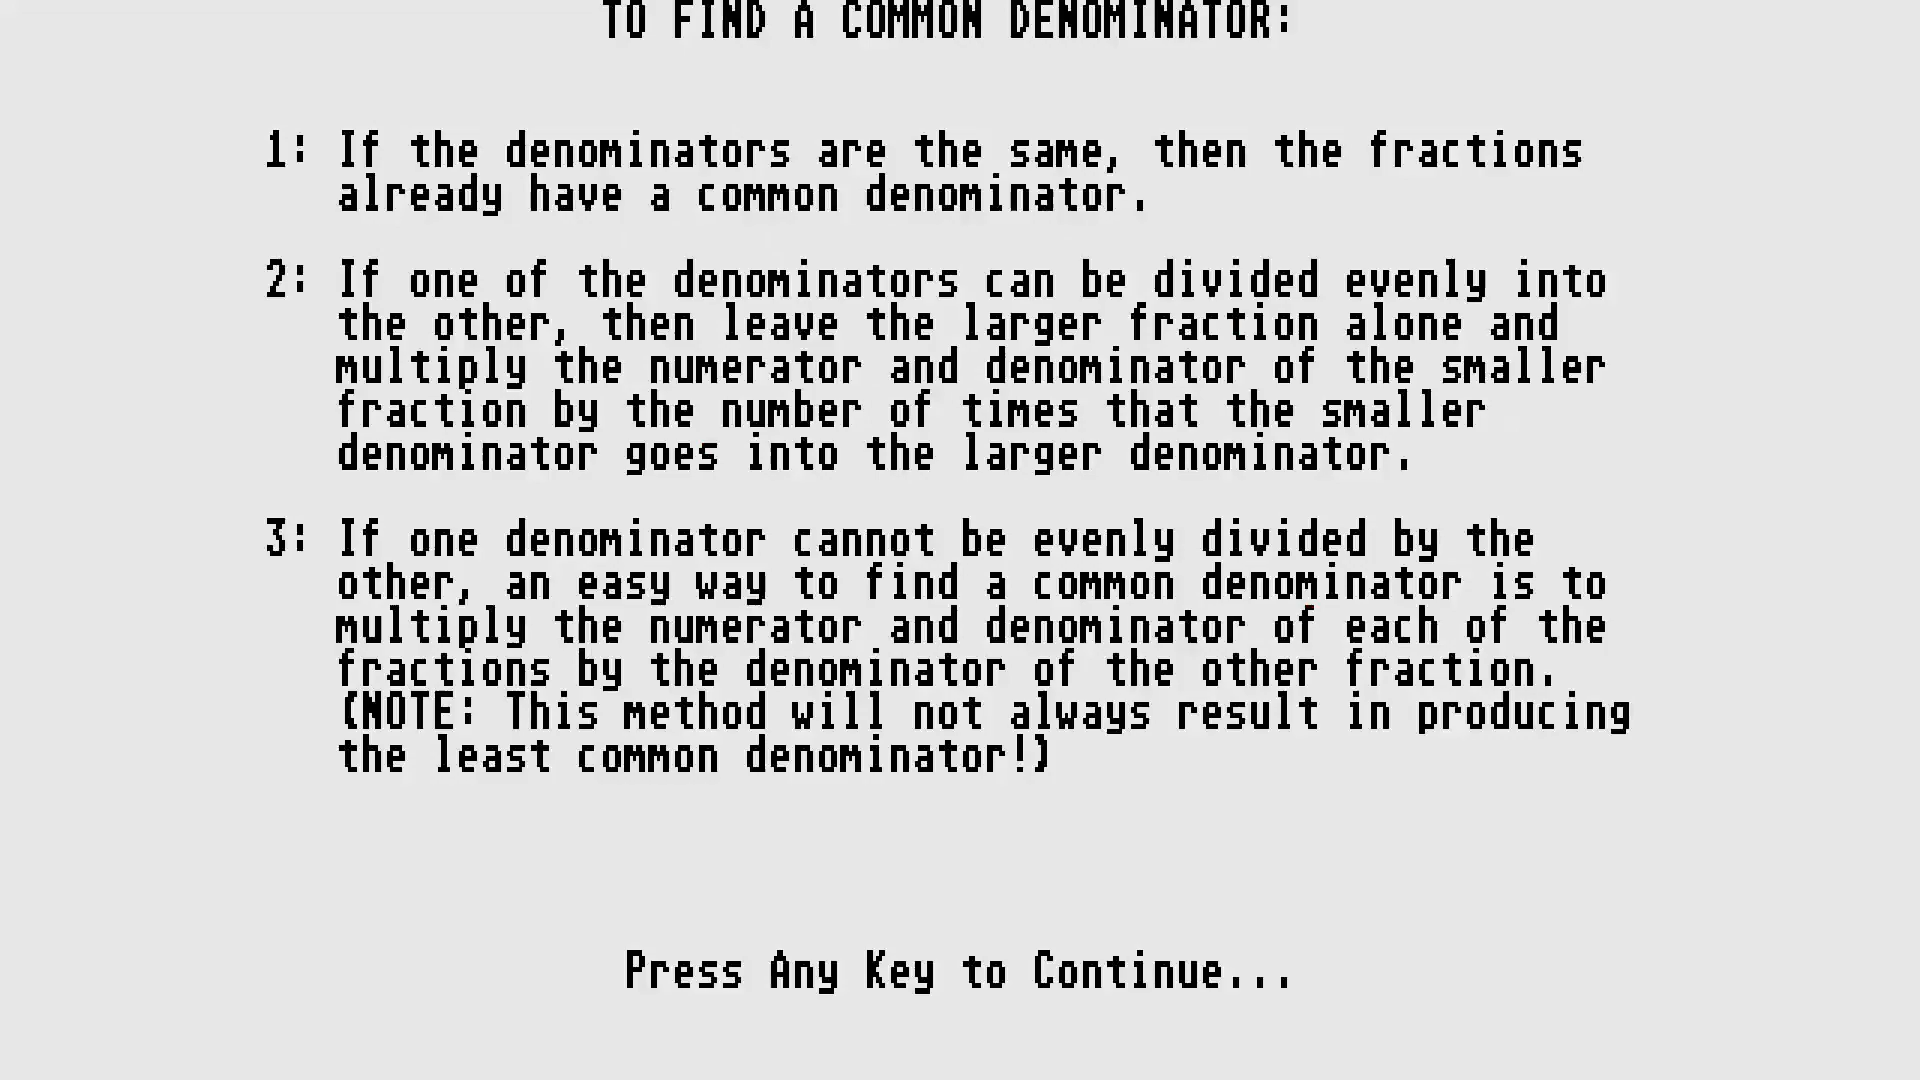 TO FIND A COMMON DENOMINATOR:
1: If the denominators are the same, then the fractions
already have a common denominator.
2: If one of the denominators can be divided evenly into
the other, then leave the larger fraction alone and
multiply the numerator and denominator of the smaller
fraction by the number of times that the smaller
denominator goes into the larger denominator.
3: If one denominator cannot be evenly divided by the
other, an easy way to find a common denominator is to
multiply the numerator and denominator of each of the
fractions by the denominator of the other fraction.
(NOTE: This method will not always result in producing
the least common denominator!)
Press Any Key to Continue...